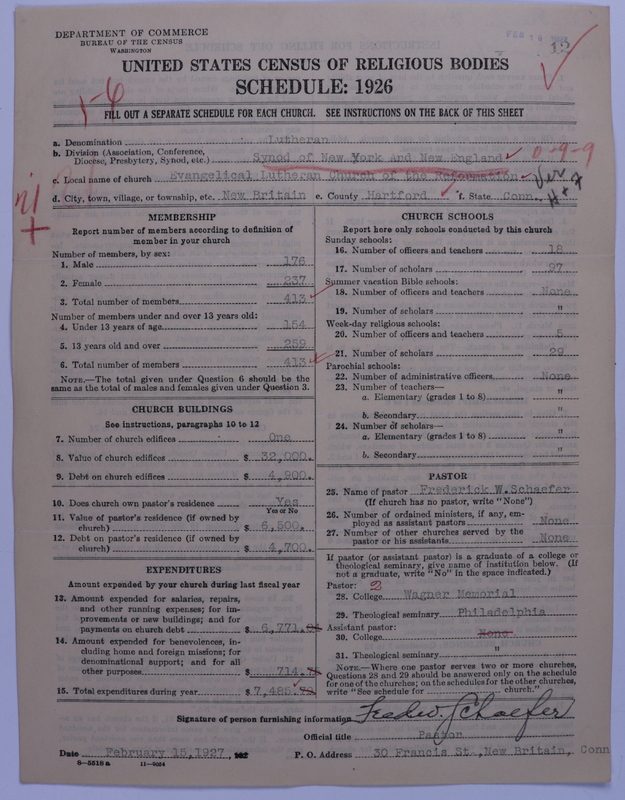 DEPARTMENT OF COMMERCE
BUREAU OF THE CENSUS
WASHINGTON
FEB 18
12
UNITED STATES CENSUS OF RELIGIOUS BODIES
SCHEDULE: 1926
1-6
FILL OUT A SEPARATE SCHEDULE FOR EACH CHURCH. SEE INSTRUCTIONS ON THE BACK OF THIS SHEET
a. Denomination Lutheran
b. Division (Association, Conference, Diocese, Presbytery, Synod, etc.) Synod of New York and New England 0-9-9
c. Local name of church Evangelical Lutheran Church of the Reformation Ver
d. City, town, village, or township, etc. New Britain e. County Hartford f. State Conn.
MEMBERSHIP
Report number of members according to definition of
member in your church
Number of members, by sex:
1. Male 176
2. Female 237
3. Total number of members 413
Number of members under and over 13 years old:
4. Under 13 years of age 154
5. 13 years old and over 259
6. Total number of members 413
NOTE.—The total given under Question 6 should be
same as the total of males and females given under Question 3.
CHURCH BUILDINGS
See instructions, paragraphs 10 to 12
7. Number of church edifices One
8. Value of church edifices $ 32,000.
9. Debt on church edifices $ 4,900.
10. Does church own pastor's residence Yes
Yes or No
11. Value of pastor's residence (if owned by
church) $ 6,500.
12. Debt on pastor's residence (if owned by
church) $ 4,700.
EXPENDITURES
Amount expended by your church during last fiscal year
13. Amount expended for salaries, repairs,
and other running expenses; for im-
provements or new buildings; and for
payments on church debt $ 6,771.
14. Amount expended for benevolences, in-
cluding home and foreign missions; for
denominational support; and for all
other purposes $ 714.
15. Total expenditures during year $ 7,485.
CHURCH SCHOOLS
Report here only schools conducted by this church
Sunday schools:
16. Number of officers and teachers 18
17. Number of scholars 97
Summer vacation Bible schools:
18. Number of officers and teachers None
19. Number of scholars "
Week-day religious schools:
20. Number of officers and teachers 5
21. Number of scholars 29
Parochial schools:
22. Number of administrative officers None
23. Number of teachers—
a. Elementary (grades 1 to 8) "
b. Secondary "
24. Number of scholars—
a. Elementary (grades 1 to 8) "
b. Secondary "
PASTOR
25. Name of pastor Frederick W.Schaefer
(If church has no pastor, write "None")
26. Number of ordained ministers, if any, em-
ployed as assistant pastors None
27. Number of other churches served by the
pastor or his assistants None
If pastor (or assistant pastor) is a graduate of a college or
theological seminary, give name of institution below. (If
not a graduate, write "No" in the space indicated.)
Pastor: 2
28. College Wagner Memorial
29. Theological seminary Philadelphia
Assistant pastor:
30. College None
31. Theological seminary "
NOTE.—Where one pastor serves two or more churches,
Questions 28 and 29 should be answered only on the schedule
for one of the churches; on the schedules for the other churches,
write "See schedule for church."
Signature of person furnishing information Fredw. Schaefer
Official title Pastor
Date February 15,1927, 192 P. O. Address 30 Francis St.,New Britain, Conn
8—5518 a 11—9024